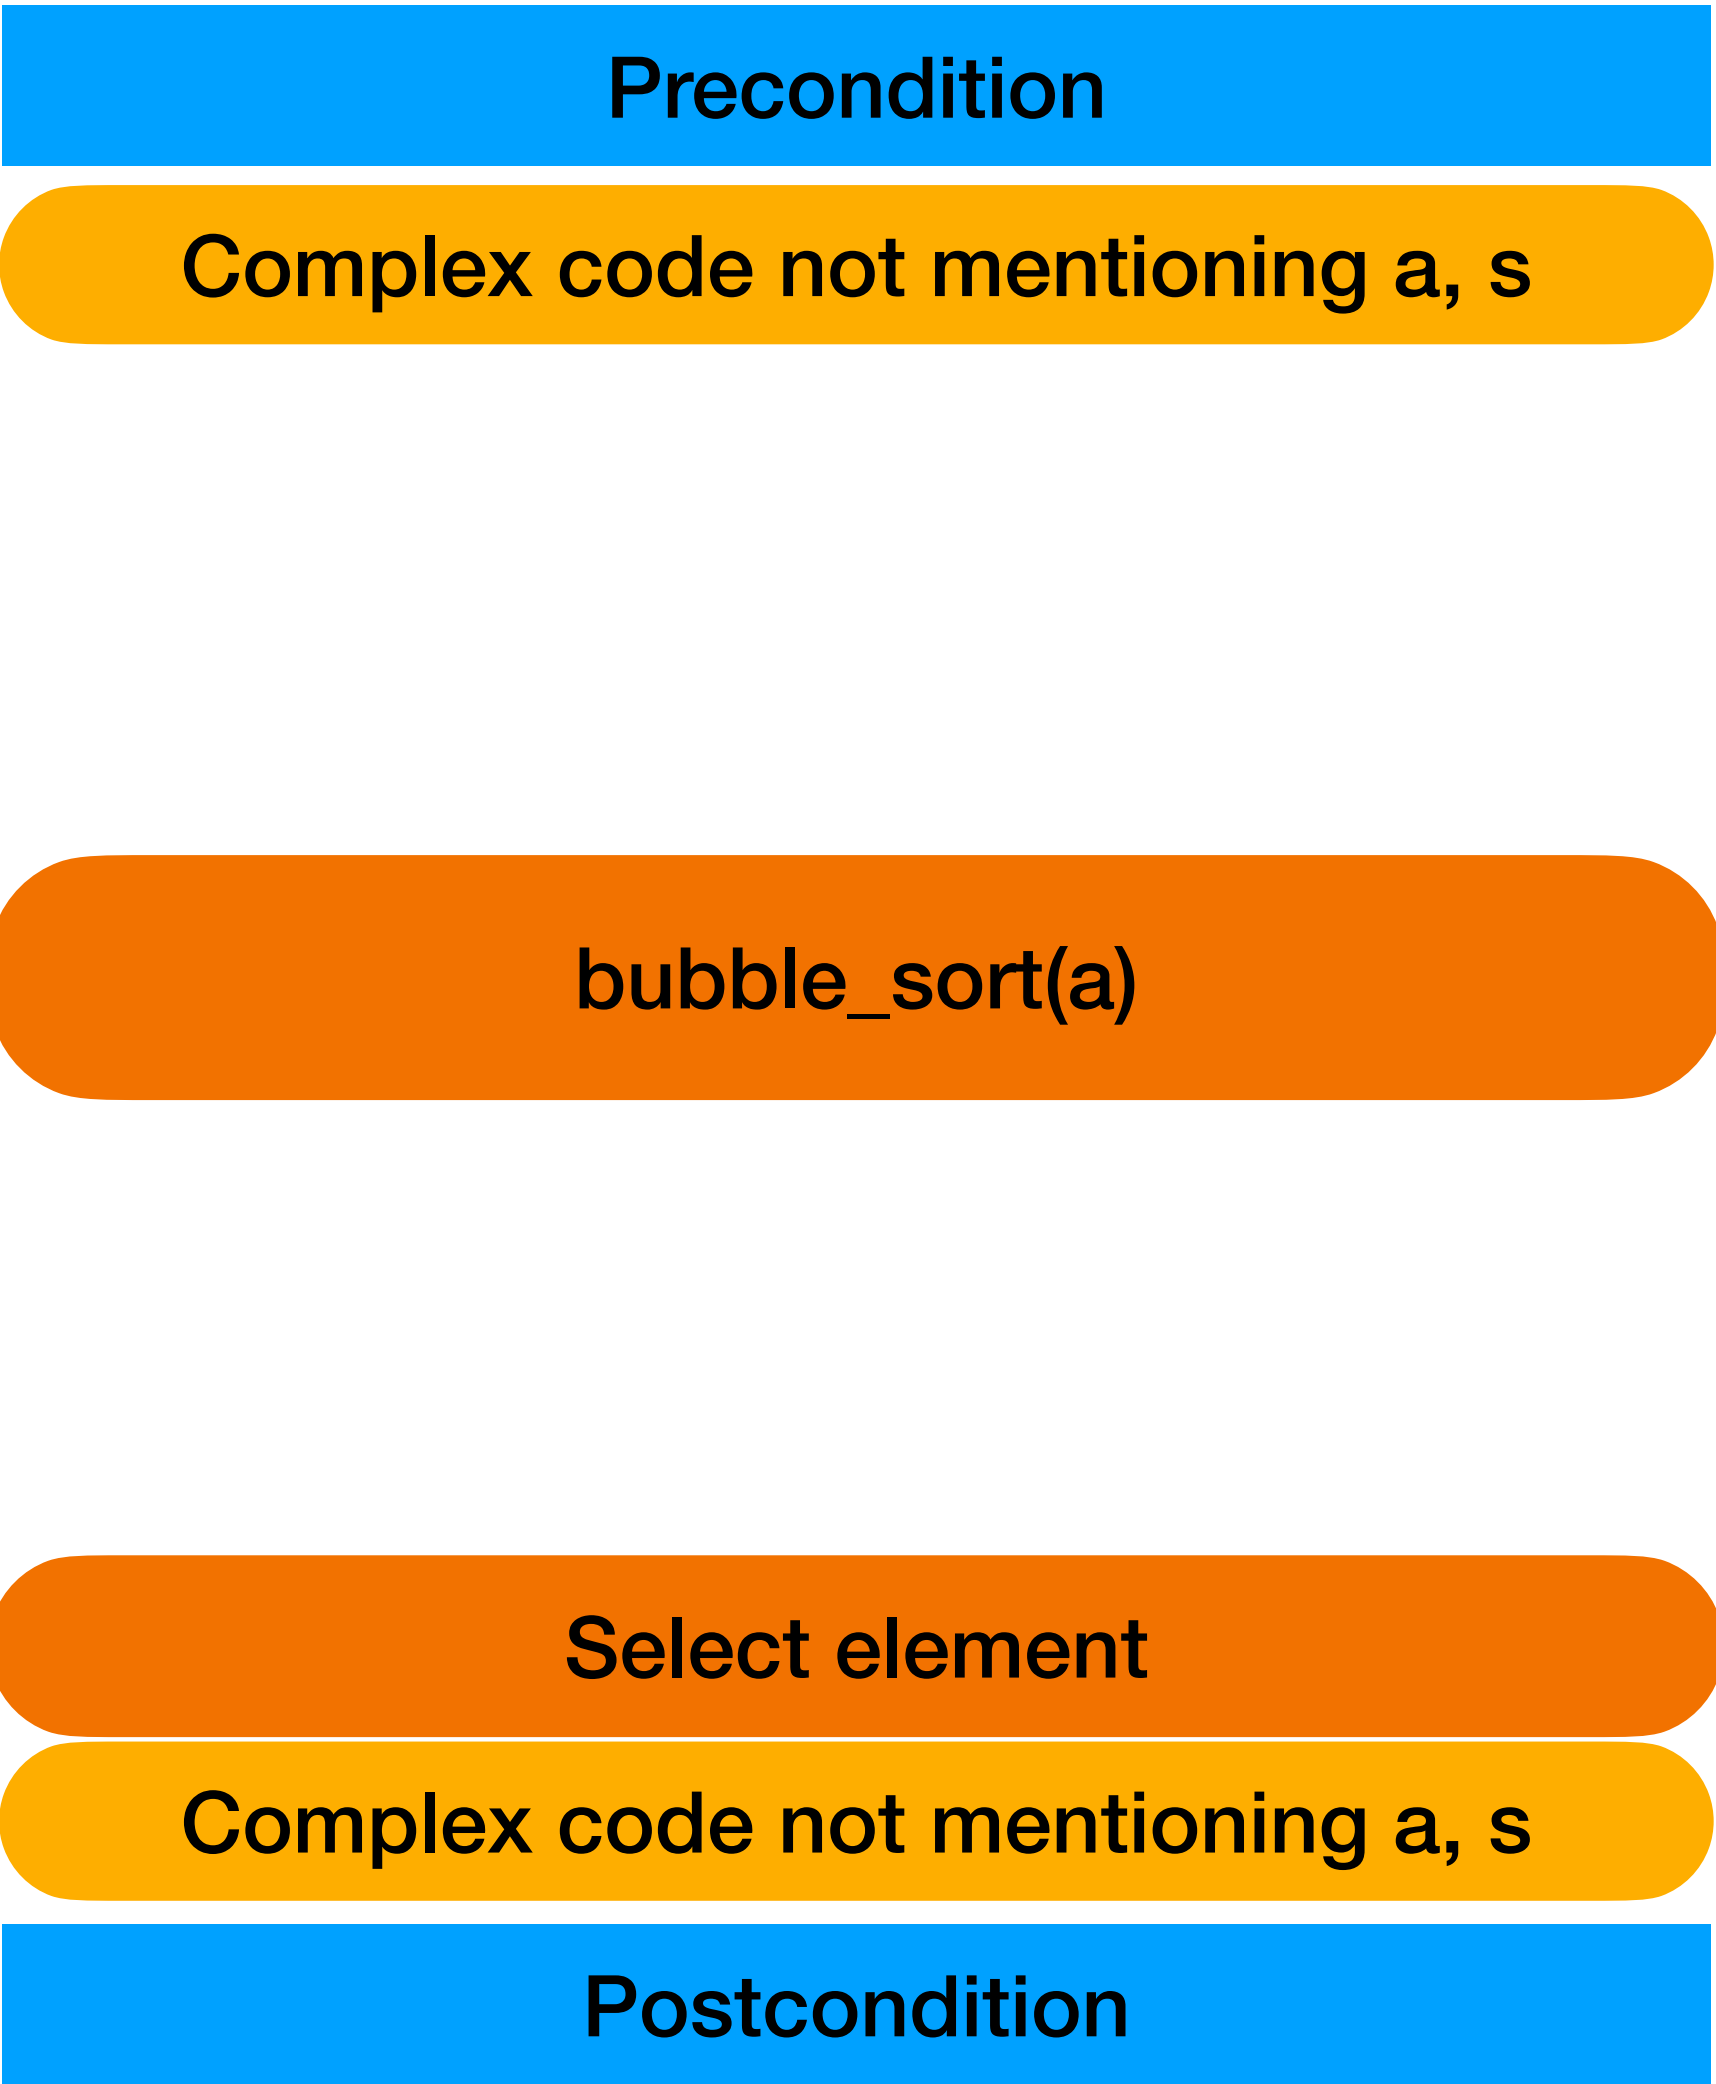 Precondition
Complex code not mentioning a, s
bubble_sort(a)
Select element
Complex code not mentioning a, s
Postcondition